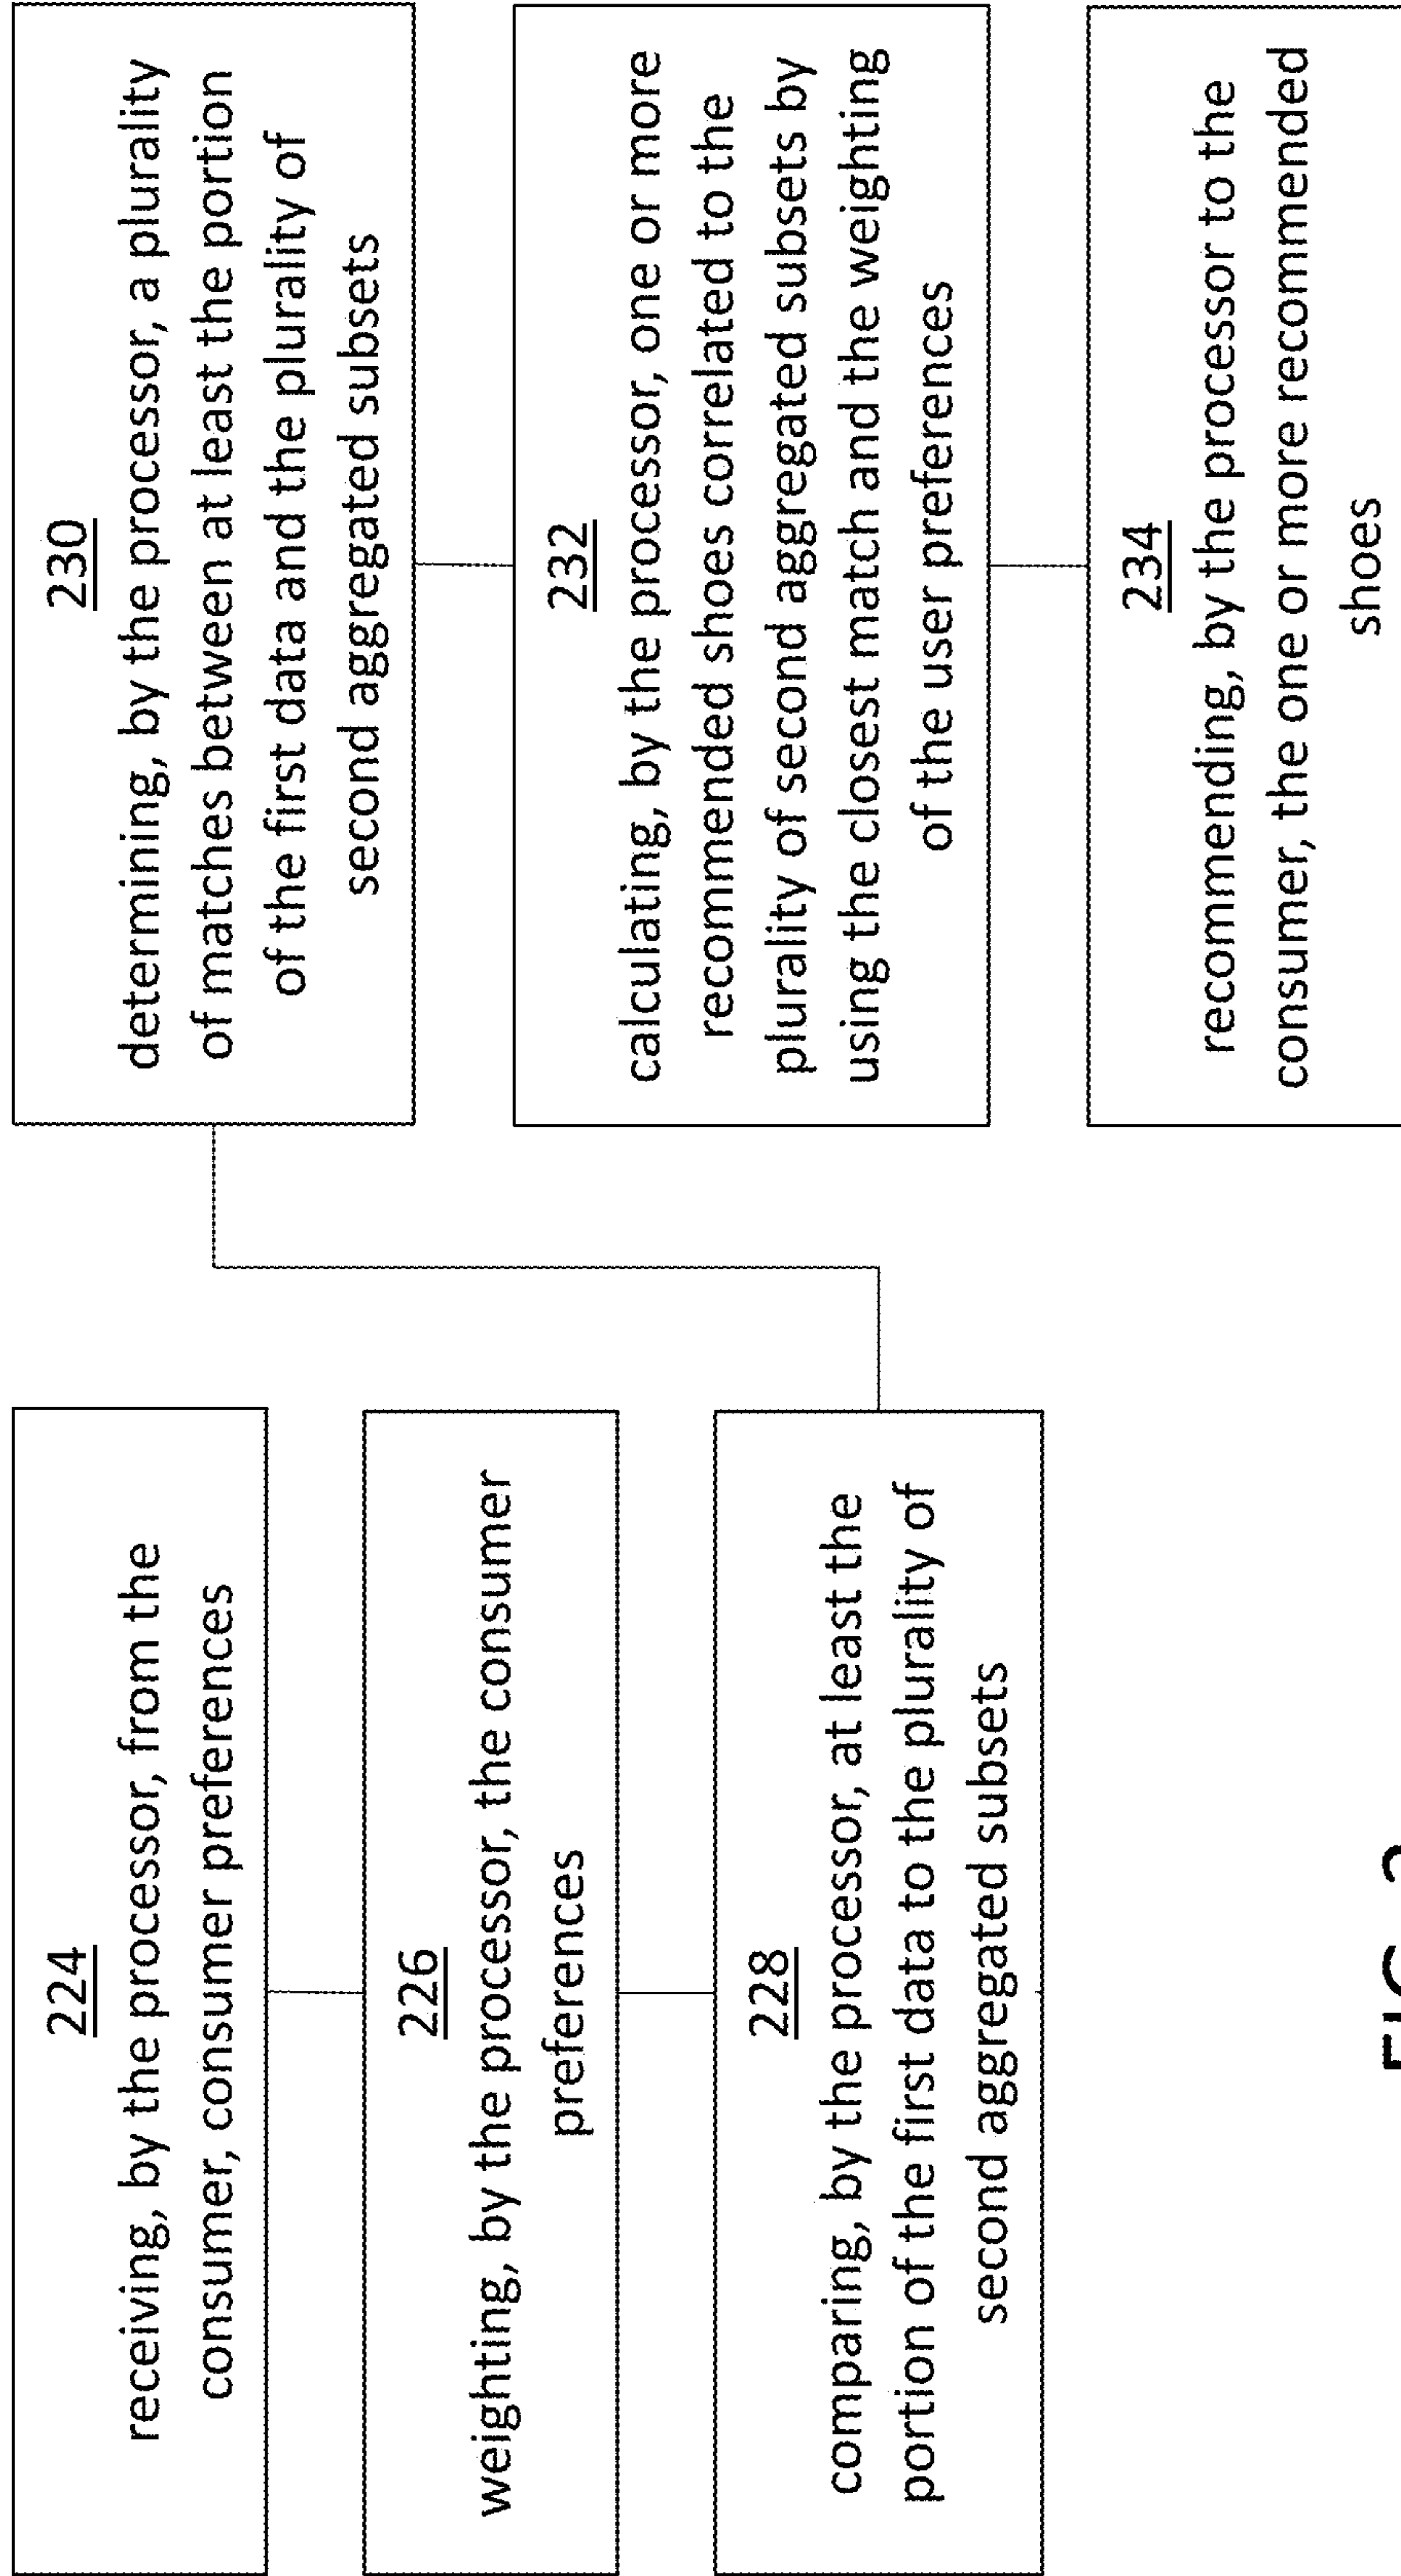 224
receiving, by the processor, from the
consumer, consumer preferences
226
weighting, by the processor, the consumer
preferences
228
comparing, by the processor, at least the
portion of the first data to the plurality of
second aggregated subsets
230
determining, by the processor, a plurality
of matches between at least the portion
of the first data and the plurality of
second aggregated subsets
232
calculating, by the processor, one or more
recommended shoes correlated to the
plurality of second aggregated subsets by
using the closest match and the weighting
of the user preferences
234
recommending, by the processor to the
consumer, the one or more recommended
shoes
FIG.